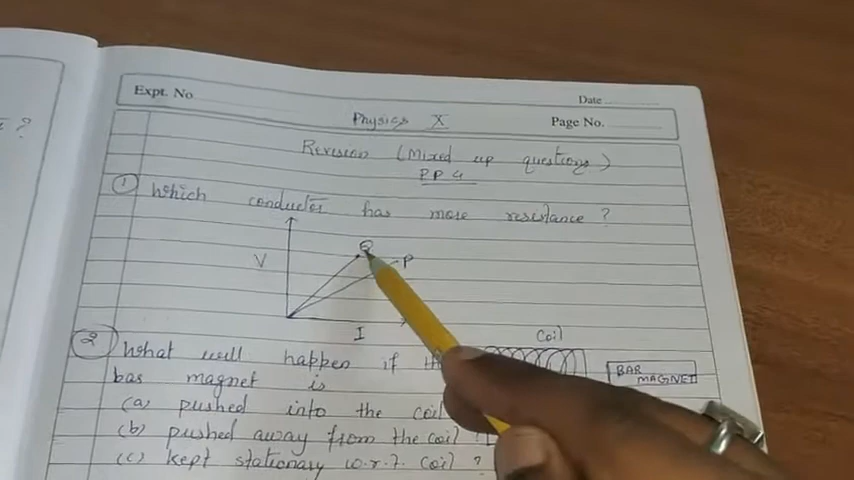 Expt. No.
Date
Page No.
Physics X
Revision (Mixed up questions)
PP 4
1 Which conductor has more resistance ?
V
Q
P
I
2 What will happen if the
Coil
BAR
MAGNET
bar magnet is
(a) pushed into the coil
(b) pushed away from the coil ?
(c) kept stationary w.r.t. coil ?
?